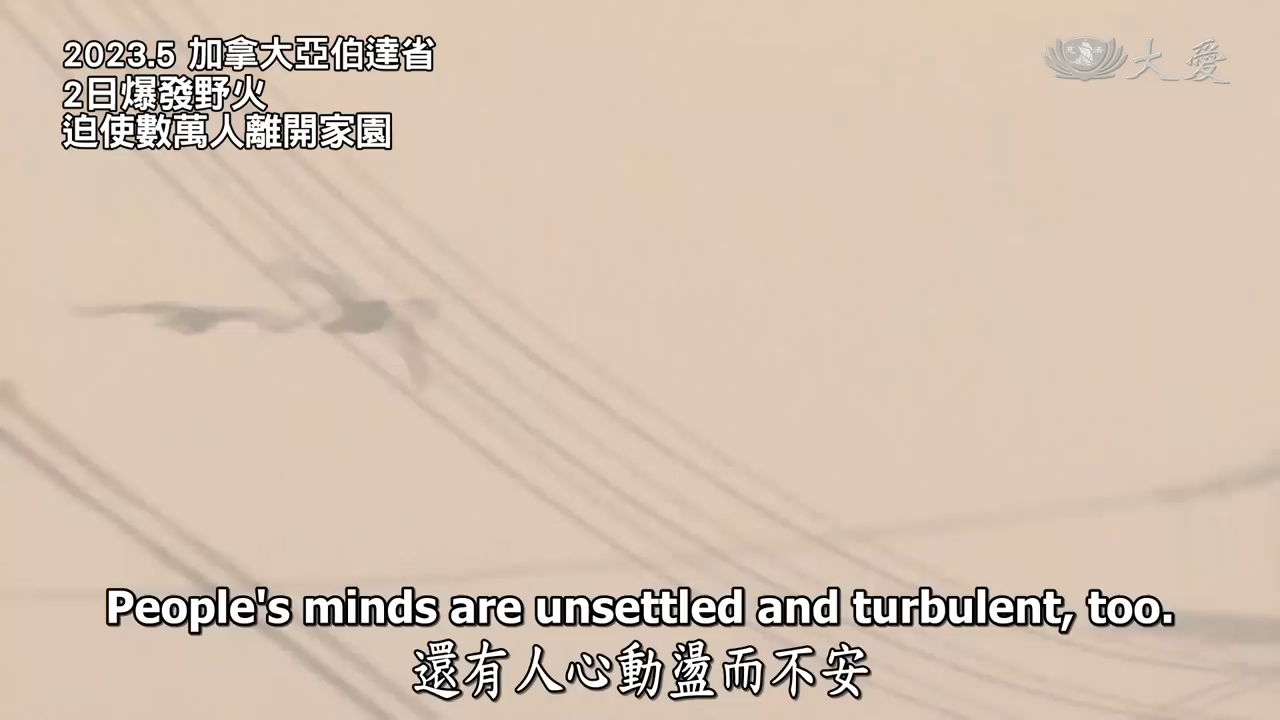 2023.5 加拿大亞伯達省
2日爆發野火
迫使數萬人離開家園
慈 濟
大愛
People's minds are unsettled and turbulent, too.
還有人心動盪而不安